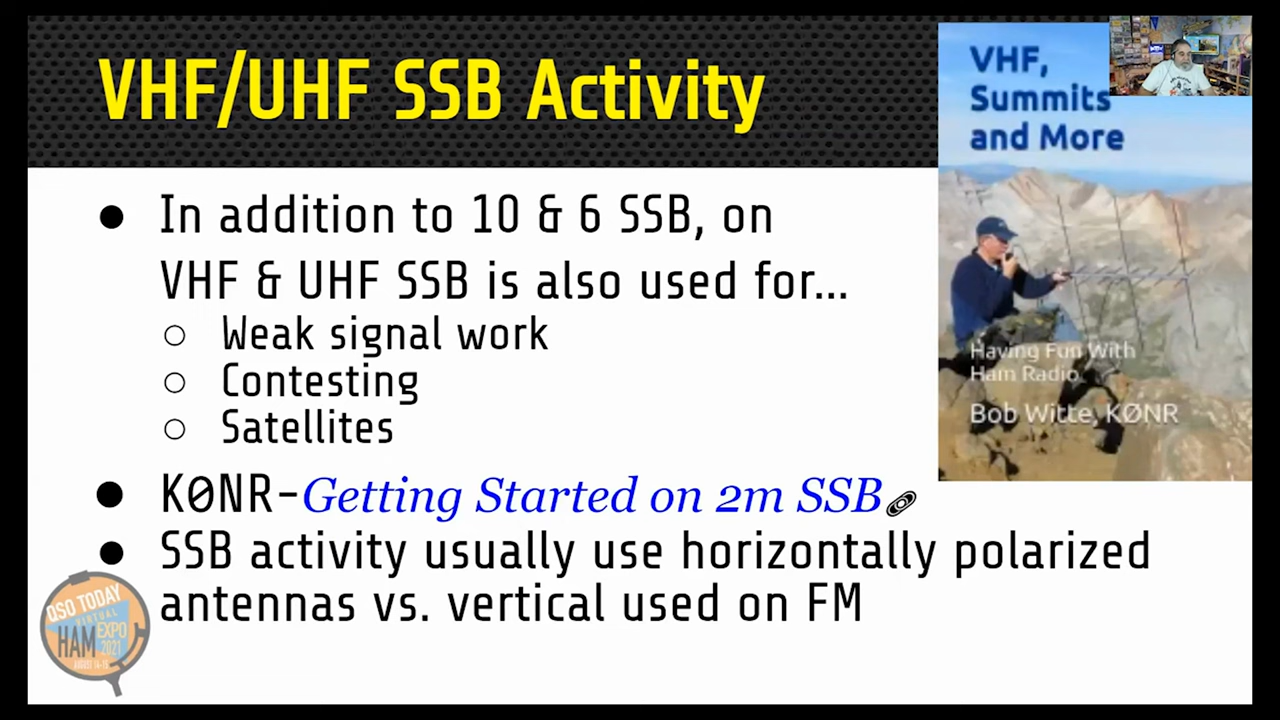 VHF/UHF SSB Activity
VHF,
Summits
and More
Having Fun With
Ham Radio
Bob Witte, KØNR
● In addition to 10 & 6 SSB, on
VHF & UHF SSB is also used for...
○ Weak signal work
○ Contesting
○ Satellites
● KØNR-Getting Started on 2m SSB
● SSB activity usually use horizontally polarized
antennas vs. vertical used on FM
QSO TODAY
VIRTUAL
HAM EXPO
2021